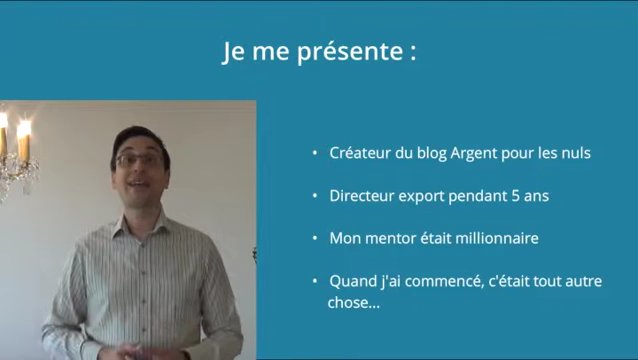 Je me présente :
• Créateur du blog Argent pour les nuls
• Directeur export pendant 5 ans
• Mon mentor était millionnaire
• Quand j'ai commencé, c'était tout autre
chose...